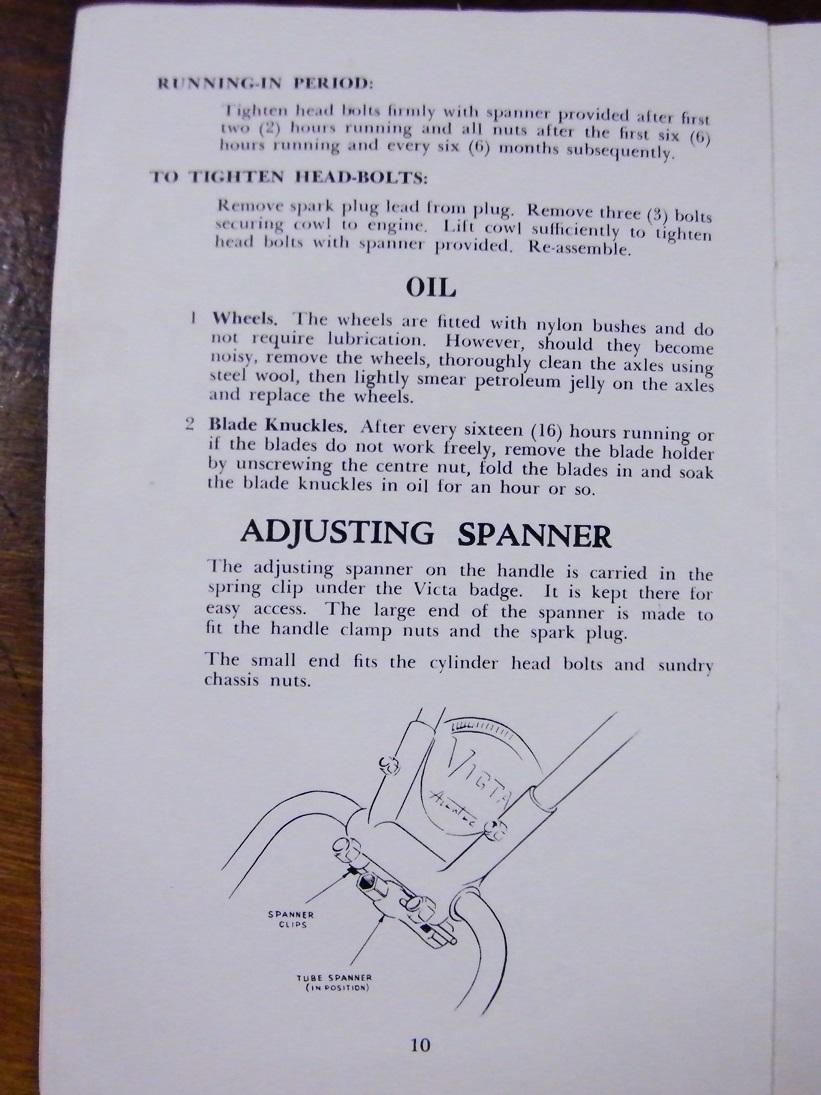 RUNNING-IN PERIOD:
Tighten head bolts firmly with spanner provided after first
two (2) hours running and all nuts after the first six (6)
hours running and every six (6) months subsequently.
TO TIGHTEN HEAD-BOLTS:
Remove spark plug lead from plug. Remove three (3) bolts
securing cowl to engine. Lift cowl sufficiently to tighten
head bolts with spanner provided. Re-assemble.
OIL
1 Wheels. The wheels are fitted with nylon bushes and do
not require lubrication. However, should they become
noisy, remove the wheels, thoroughly clean the axles using
steel wool, then lightly smear petroleum jelly on the axles
and replace the wheels.
2 Blade Knuckles. After every sixteen (16) hours running or
if the blades do not work freely, remove the blade holder
by unscrewing the centre nut, fold the blades in and soak
the blade knuckles in oil for an hour or so.
ADJUSTING SPANNER
The adjusting spanner on the handle is carried in the
spring clip under the Victa badge. It is kept there for
easy access. The large end of the spanner is made to
fit the handle clamp nuts and the spark plug.
The small end fits the cylinder head bolts and sundry
chassis nuts.
VICTA
SPANNER
CLIPS
TUBE SPANNER
(IN POSITION)
10